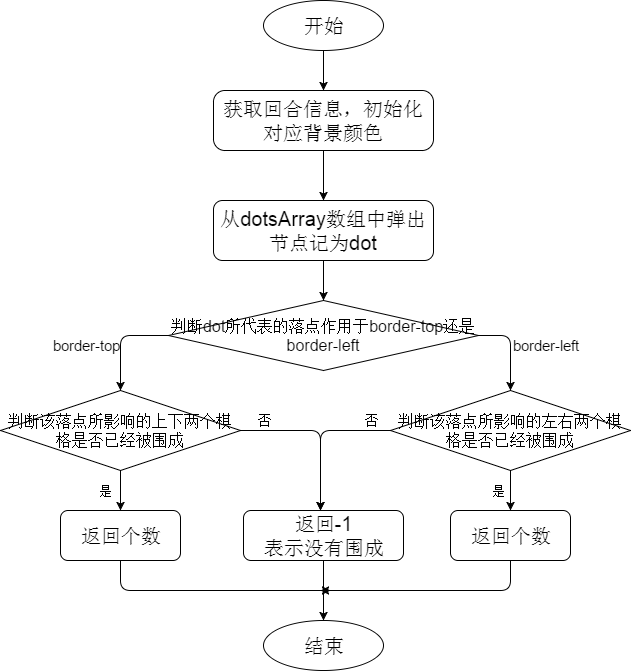 开始
获取回合信息，初始化
对应背景颜色
从dotsArray数组中弹出
节点记为dot
判断dot所代表的落点作用于border-top还是
border-left
border-top
border-left
判断该落点所影响的上下两个棋
格是否已经被围成
否
否
判断该落点所影响的左右两个棋
格是否已经被围成
是
是
返回个数
返回-1
表示没有围成
返回个数
结束